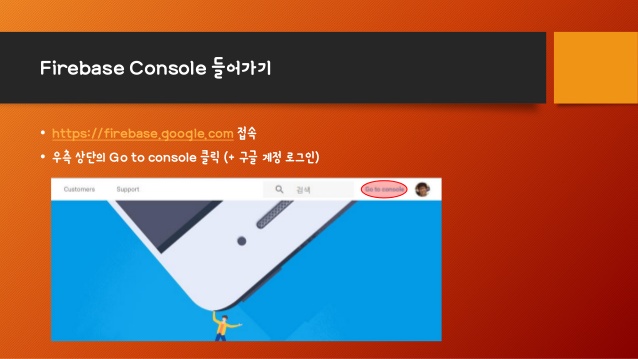 Firebase Console 들어가기
• https://firebase.google.com 접속
• 우측 상단의 Go to console 클릭 (+ 구글 계정 로그인)
Customers Support 검색 Go to console